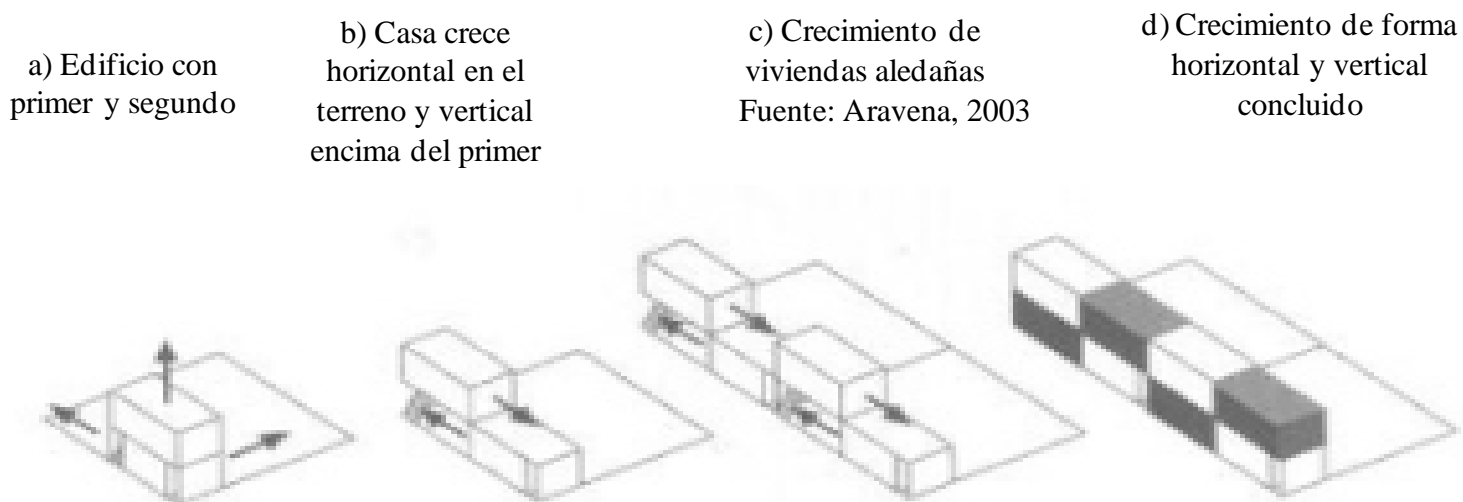 a) Edificio con
primer y segundo
b) Casa crece
horizontal en el
terreno y vertical
encima del primer
c) Crecimiento de
viviendas aledañas
Fuente: Aravena, 2003
d) Crecimiento de forma
horizontal y vertical
concluido